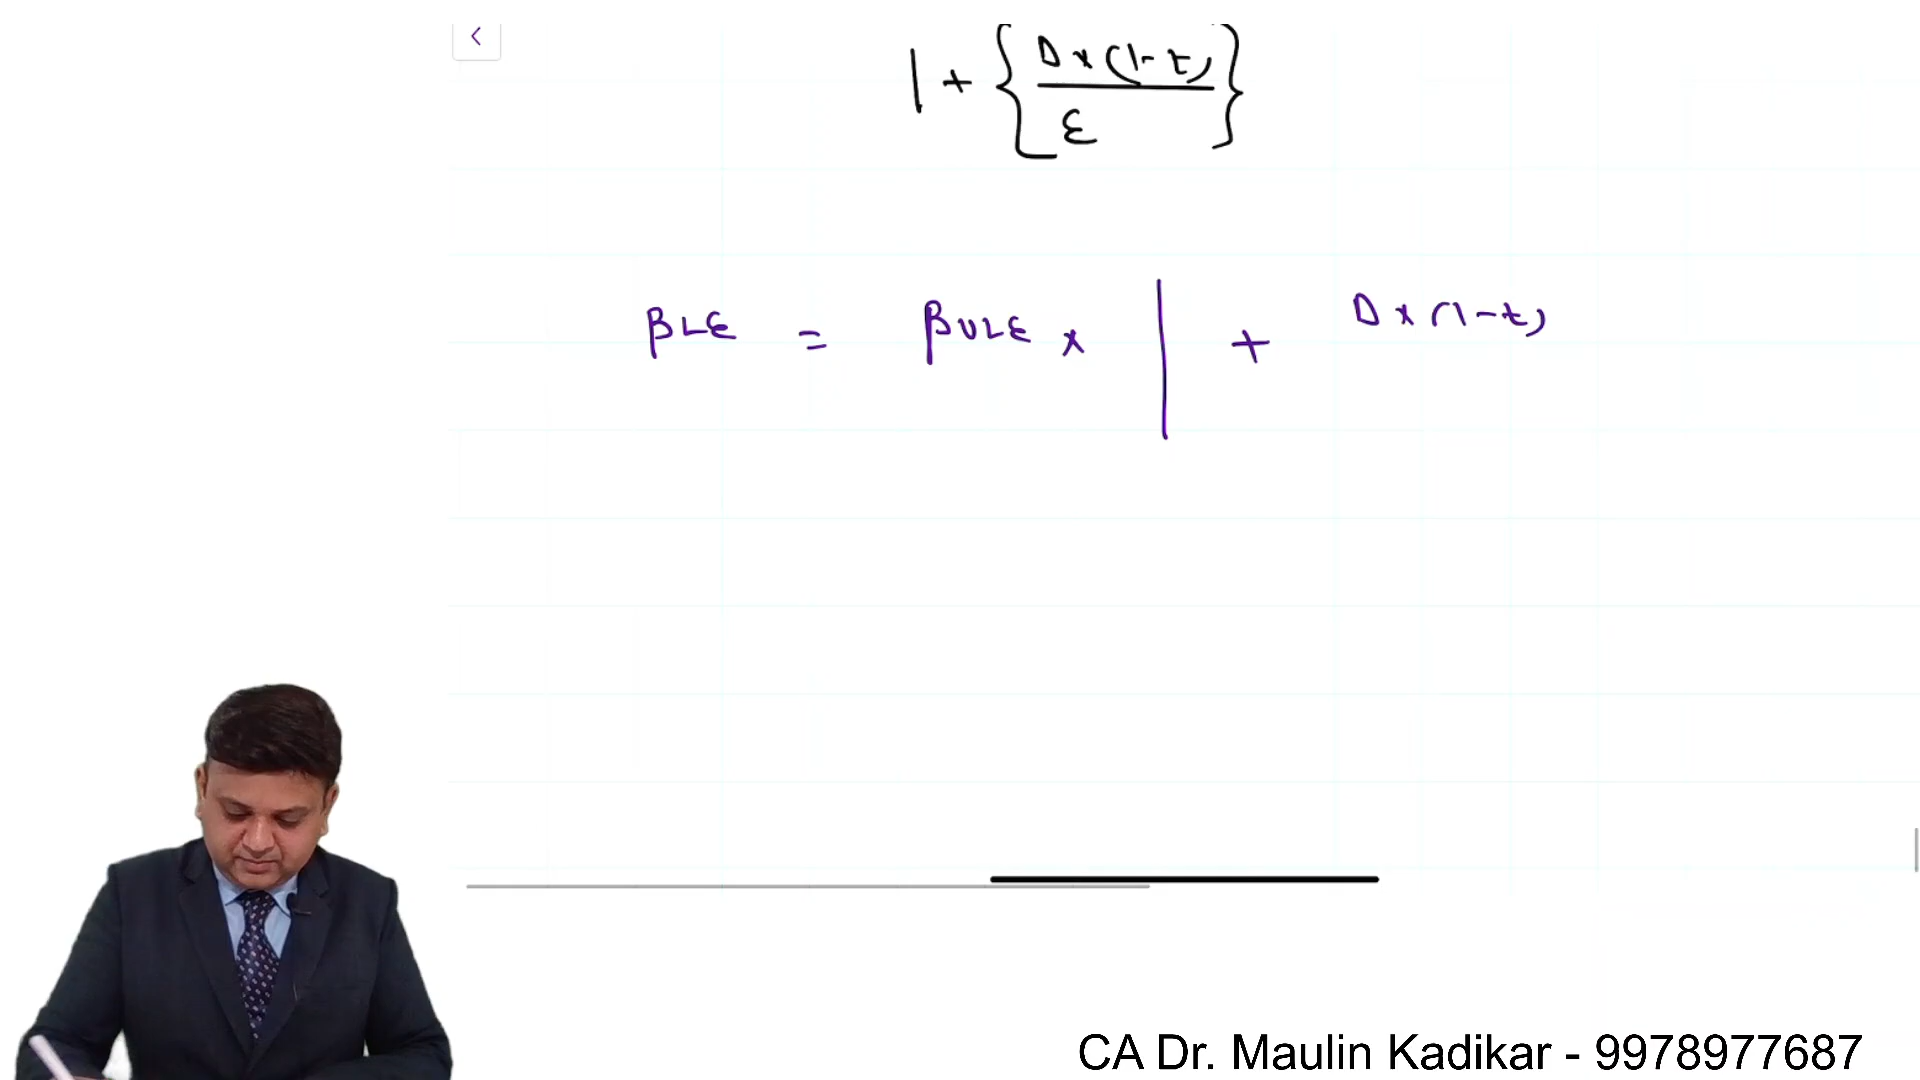 1 + { D x (1-t)
E }
βLE = βULE x 1 + D x (1-t)
CA Dr. Maulin Kadikar - 9978977687